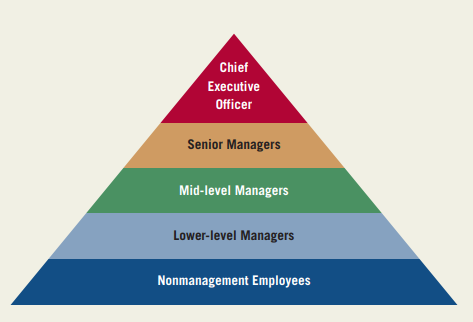 Chief
Executive
Officer
Senior Managers
Mid-level Managers
Lower-level Managers
Nonmanagement Employees